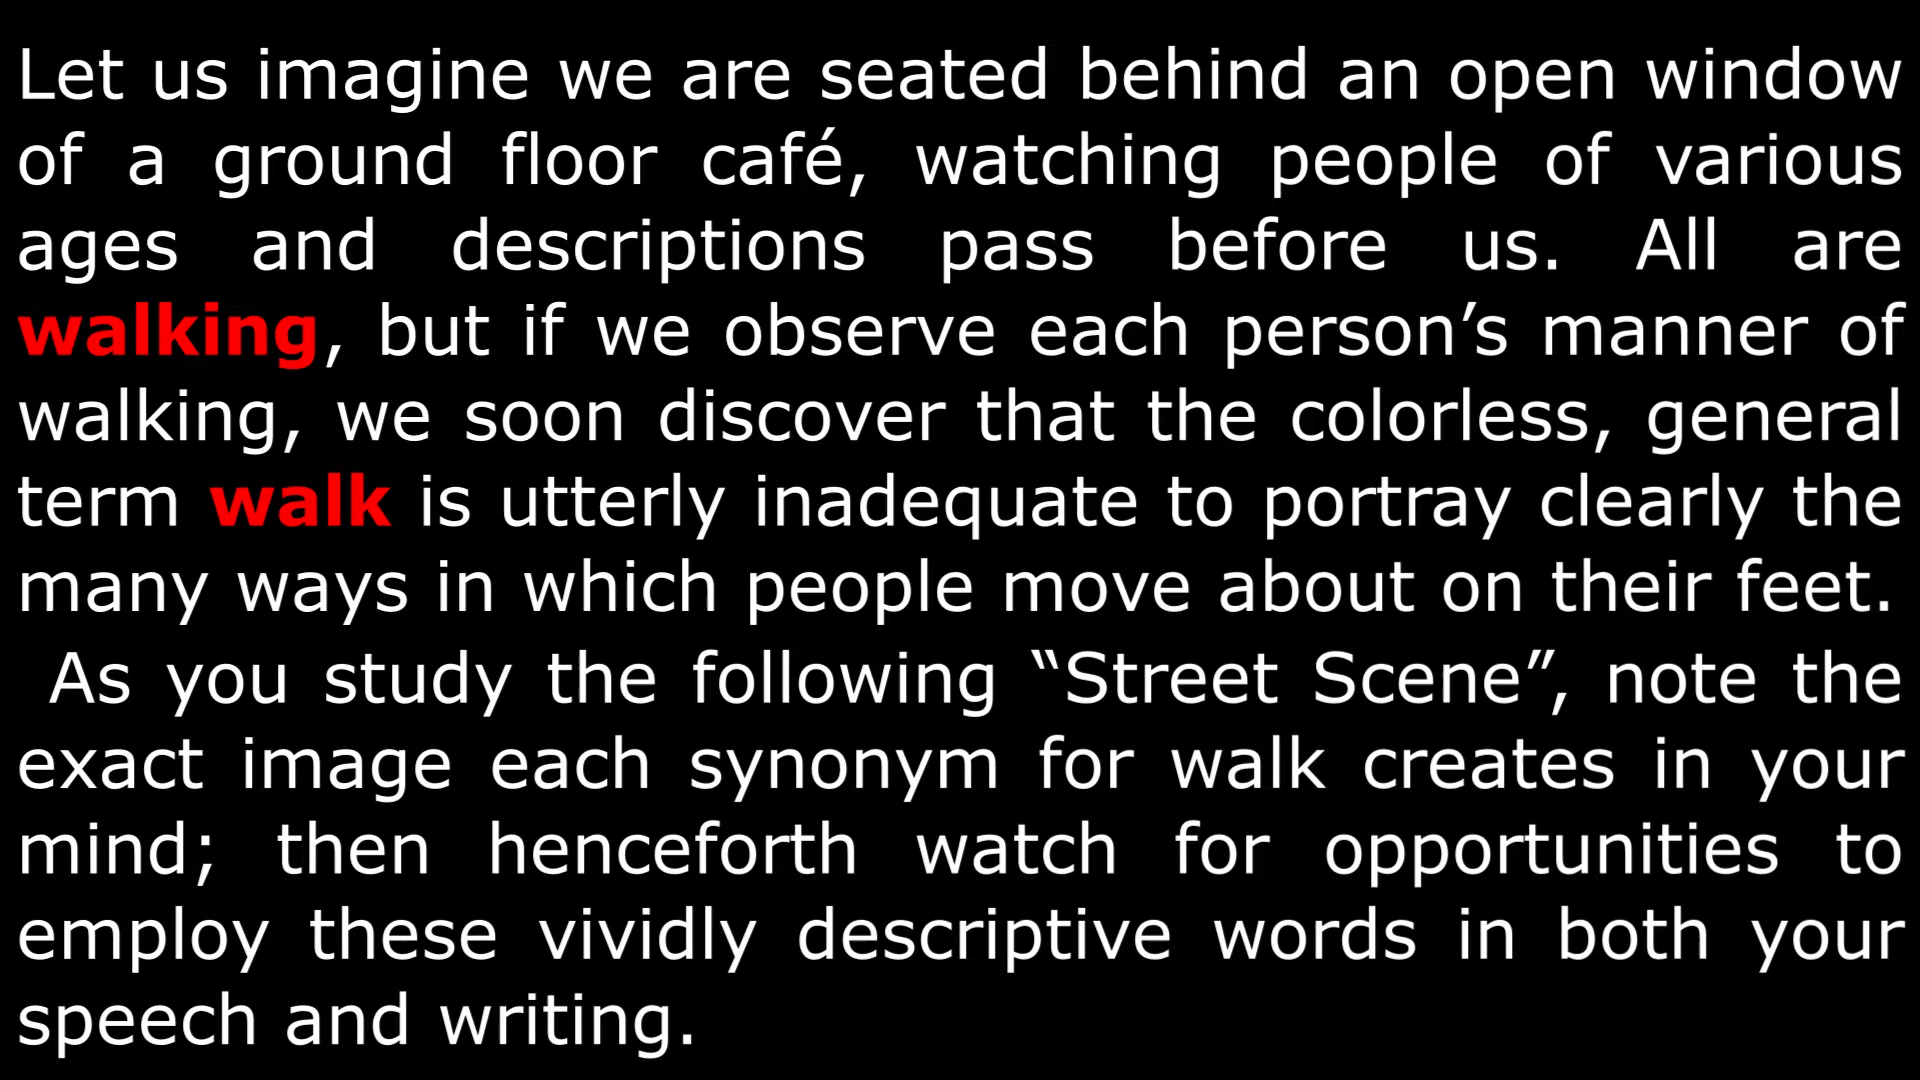 Let us imagine we are seated behind an open window
of a ground floor café, watching people of various
ages and descriptions pass before us. All are
walking, but if we observe each person’s manner of
walking, we soon discover that the colorless, general
term walk is utterly inadequate to portray clearly the
many ways in which people move about on their feet.
As you study the following “Street Scene”, note the
exact image each synonym for walk creates in your
mind; then henceforth watch for opportunities to
employ these vividly descriptive words in both your
speech and writing.